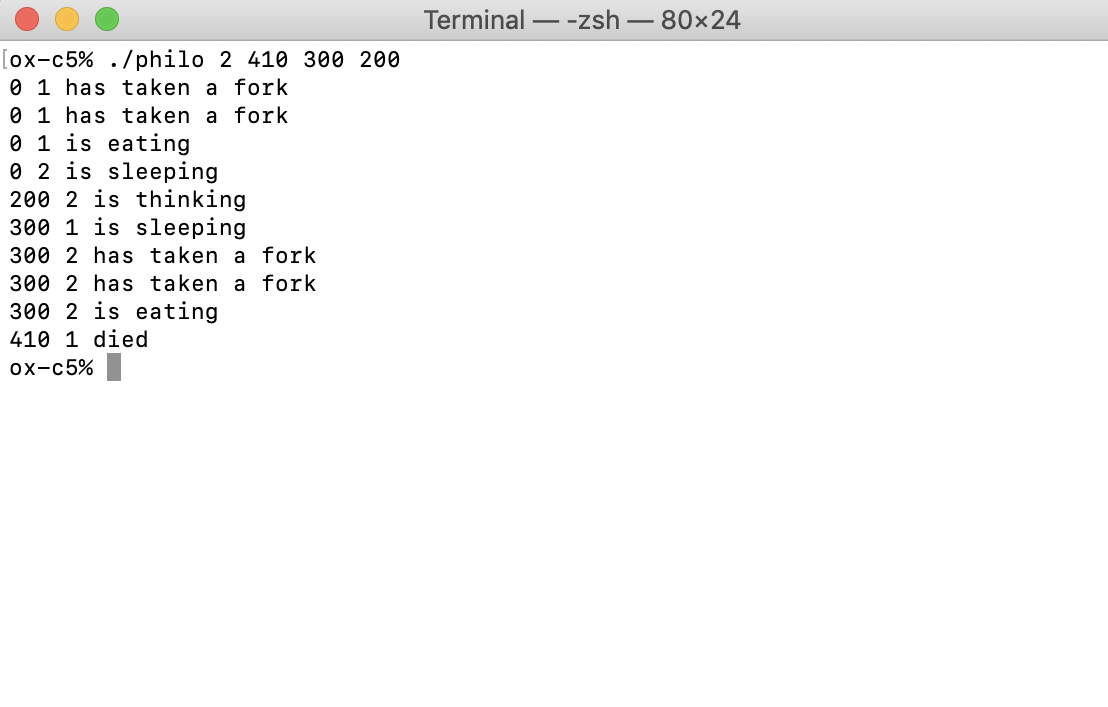 Terminal — -zsh — 80×24
[ox-c5% ./philo 2 410 300 200
0 1 has taken a fork
0 1 has taken a fork
0 1 is eating
0 2 is sleeping
200 2 is thinking
300 1 is sleeping
300 2 has taken a fork
300 2 has taken a fork
300 2 is eating
410 1 died
ox-c5%